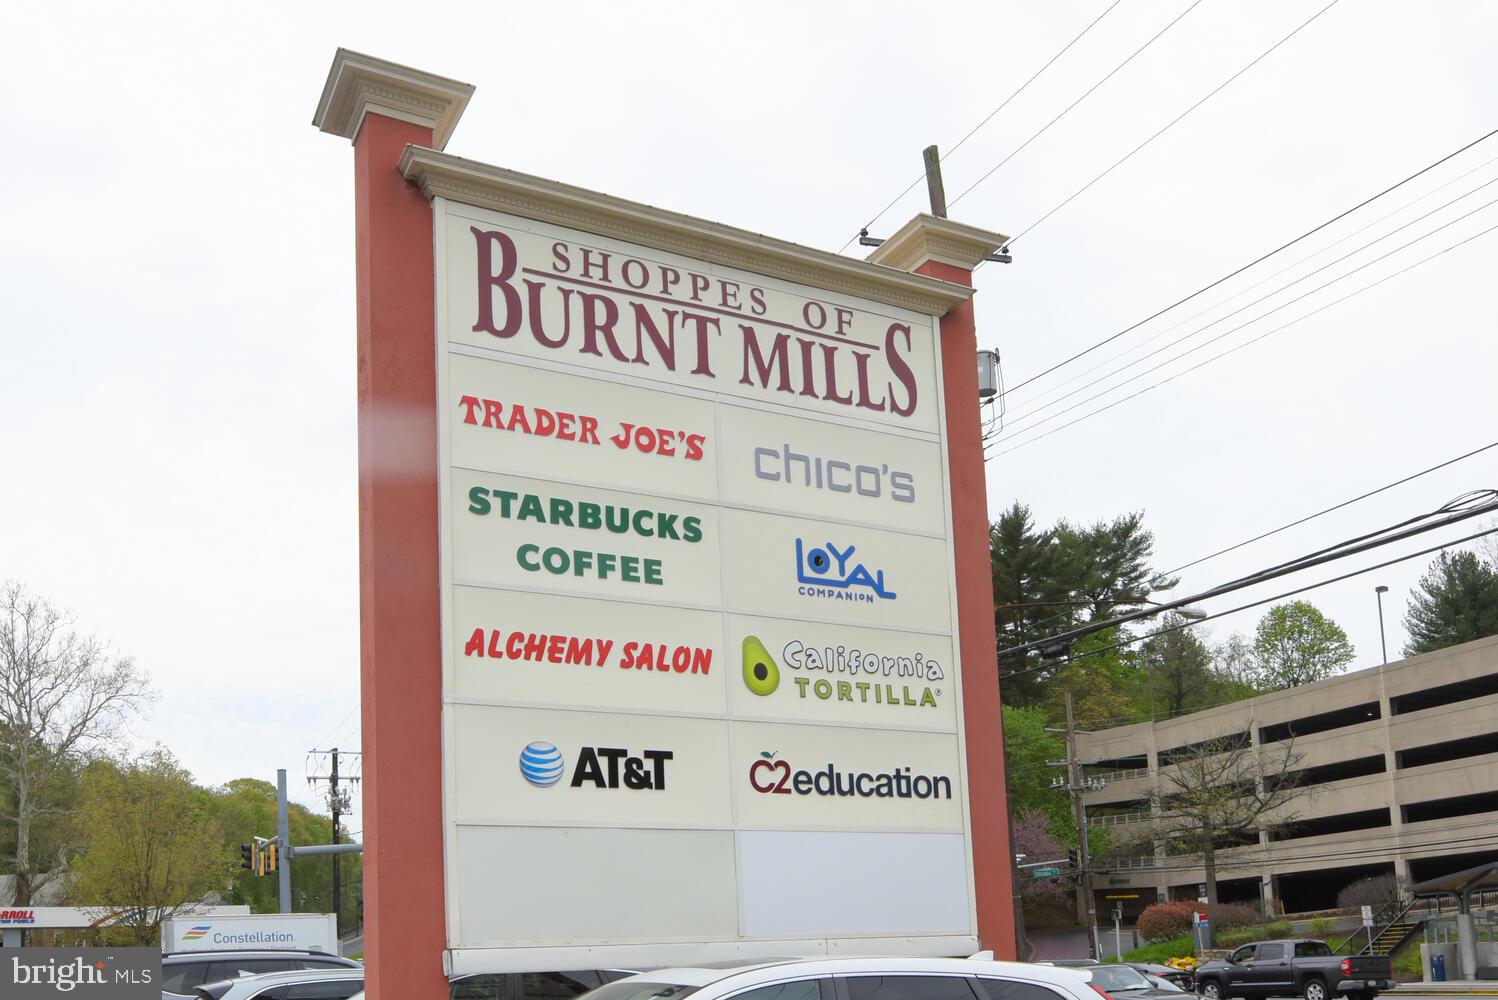 SHOPPES OF
BURNT MILLS
TRADER JOE'S
chico's
STARBUCKS
COFFEE
LOYAL
COMPANION
ALCHEMY SALON
California
TORTILLA®
AT&T
C2education
Constellation
bright MLS